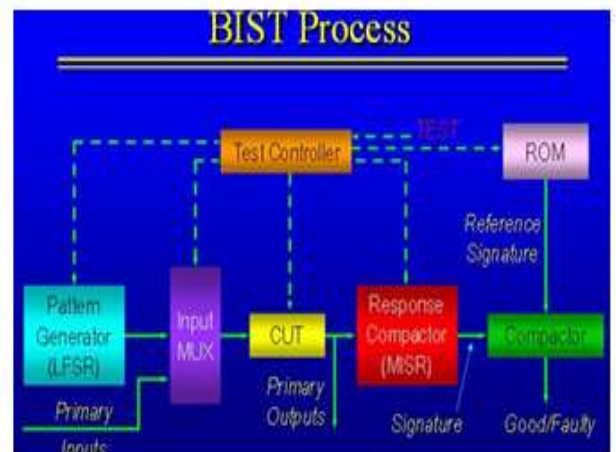 BIST Process
TEST
Test Controller
ROM
Reference
Signature
Pattern
Generator
(LFSR)
Input
MUX
CUT
Response
Compactor
(MISR)
Compactor
Primary
Inputs
Primary
Outputs
Signature
Good/Faulty